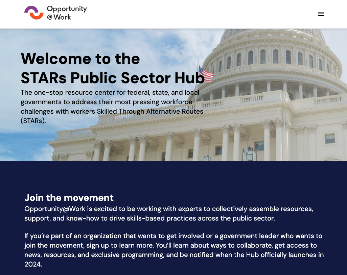 Opportunity
@Work
Welcome to the
STARs Public Sector Hub
The one-stop resource center for federal, state, and local
governments to address their most pressing workforce
challenges with workers Skilled Through Alternative Routes
(STARs).
Join the movement
Opportunity@Work is excited to be working with experts to collectively assemble resources,
support, and know-how to drive skills-based practices across the public sector.
If you're part of an organization that wants to get involved or a government leader who wants to
join the movement, sign up to learn more. You'll learn about ways to collaborate, get access to
news, resources, and exclusive programming, and be notified when the Hub officially launches in
2024.